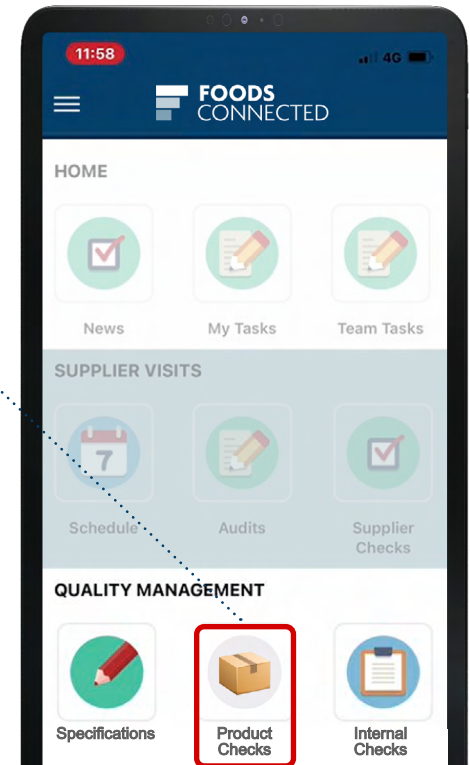 11:58
4G
FOODS
CONNECTED
HOME
News
My Tasks
Team Tasks
SUPPLIER VISITS
7
Schedule
Audits
Supplier
Checks
QUALITY MANAGEMENT
Specifications
Product
Checks
Internal
Checks